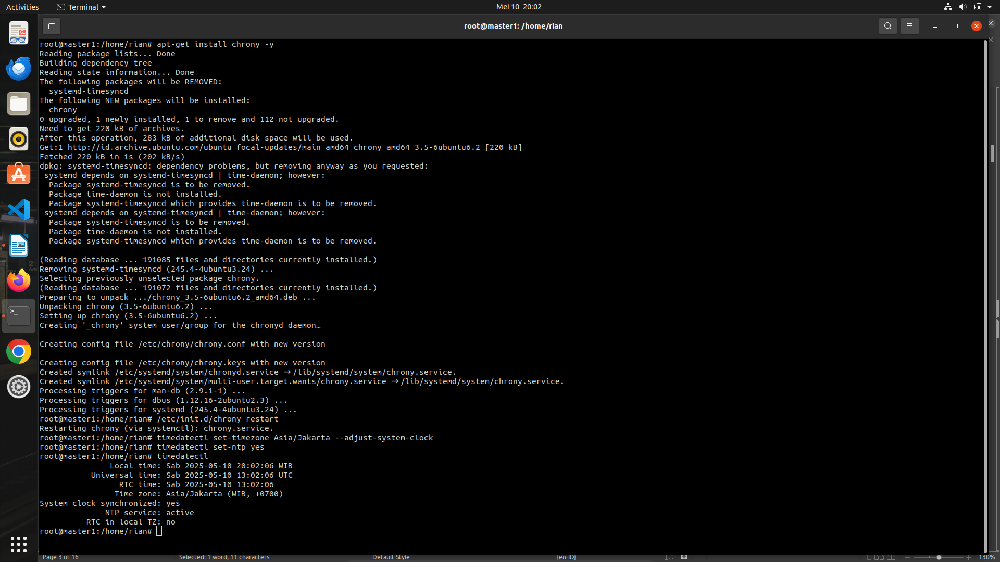 Activities
Terminal
Mei 10 20:02
root@master1: /home/rian
root@master1:/home/rian# apt-get install chrony -y
Reading package lists... Done
Building dependency tree
Reading state information... Done
The following packages will be REMOVED:
  systemd-timesyncd
The following NEW packages will be installed:
  chrony
0 upgraded, 1 newly installed, 1 to remove and 112 not upgraded.
Need to get 220 kB of archives.
After this operation, 283 kB of additional disk space will be used.
Get:1 http://id.archive.ubuntu.com/ubuntu focal-updates/main amd64 chrony amd64 3.5-6ubuntu6.2 [220 kB]
Fetched 220 kB in 1s (202 kB/s)
dpkg: systemd-timesyncd: dependency problems, but removing anyway as you requested:
 systemd depends on systemd-timesyncd | time-daemon; however:
  Package systemd-timesyncd is to be removed.
  Package time-daemon is not installed.
  Package systemd-timesyncd which provides time-daemon is to be removed.
 systemd depends on systemd-timesyncd | time-daemon; however:
  Package systemd-timesyncd is to be removed.
  Package time-daemon is not installed.
  Package systemd-timesyncd which provides time-daemon is to be removed.
(Reading database ... 191085 files and directories currently installed.)
Removing systemd-timesyncd (245.4-4ubuntu3.24) ...
Selecting previously unselected package chrony.
(Reading database ... 191072 files and directories currently installed.)
Preparing to unpack .../chrony_3.5-6ubuntu6.2_amd64.deb ...
Unpacking chrony (3.5-6ubuntu6.2) ...
Setting up chrony (3.5-6ubuntu6.2) ...
Creating '_chrony' system user/group for the chronyd daemon…
Creating config file /etc/chrony/chrony.conf with new version
Creating config file /etc/chrony/chrony.keys with new version
Created symlink /etc/systemd/system/chronyd.service → /lib/systemd/system/chrony.service.
Created symlink /etc/systemd/system/multi-user.target.wants/chrony.service → /lib/systemd/system/chrony.service.
Processing triggers for man-db (2.9.1-1) ...
Processing triggers for dbus (1.12.16-2ubuntu2.3) ...
Processing triggers for systemd (245.4-4ubuntu3.24) ...
root@master1:/home/rian# /etc/init.d/chrony restart
Restarting chrony (via systemctl): chrony.service.
root@master1:/home/rian# timedatectl set-timezone Asia/Jakarta --adjust-system-clock
root@master1:/home/rian# timedatectl set-ntp yes
root@master1:/home/rian# timedatectl
               Local time: Sab 2025-05-10 20:02:06 WIB
           Universal time: Sab 2025-05-10 13:02:06 UTC
                 RTC time: Sab 2025-05-10 13:02:06
                Time zone: Asia/Jakarta (WIB, +0700)
System clock synchronized: yes
              NTP service: active
          RTC in local TZ: no
root@master1:/home/rian#
Page 3 of 16
Selected: 1 word, 11 characters
Default Style
{en-ID}
130%